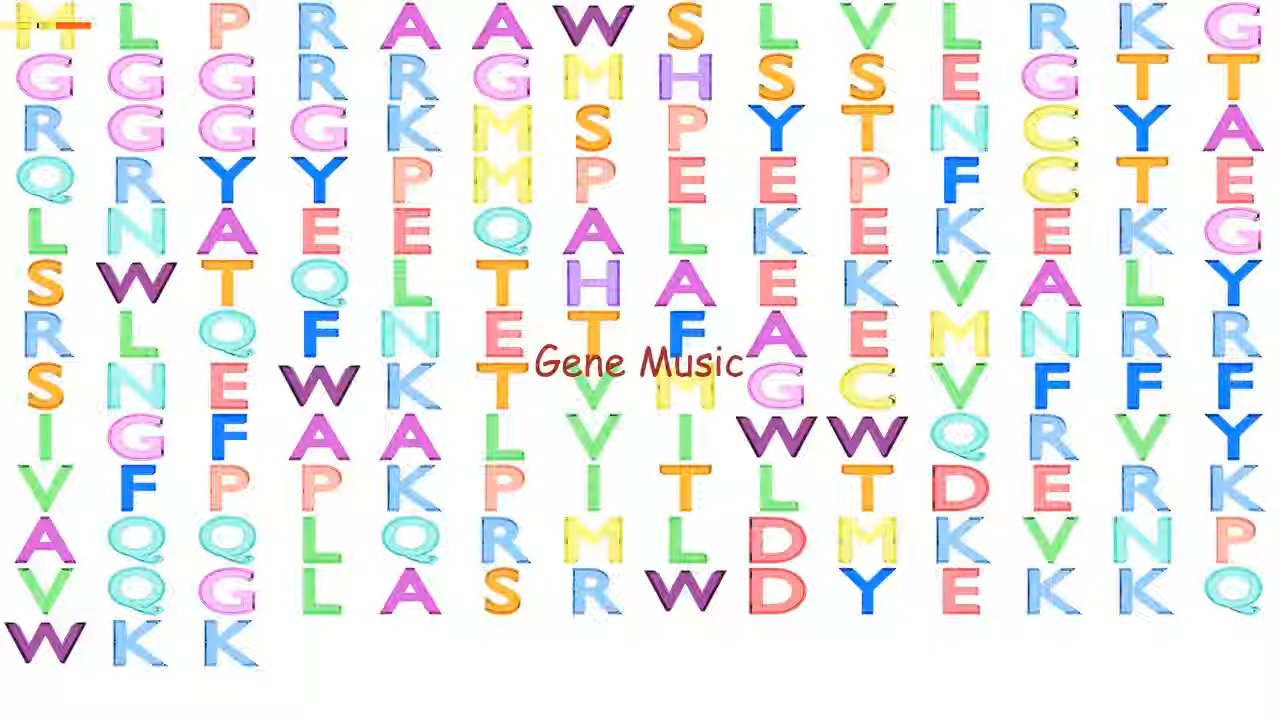 M L P R A A W S L V L R K G
G G G R R G M H S S E G T T
R G G G K M S P Y T N C Y A
Q R Y Y P M P E E P F C T E
L N A E E Q A L K E K E K G
S W T Q L T H A E K V A L Y
R L Q F N E T F A E M N R R
Gene Music
S N E W K T V M G C V F F F
I G F A A L V I W W Q R V Y
V F P P K P I T L T D E R K
A Q Q L Q R M L D M K V N P
V Q G L A S R W D Y E K K Q
W K K